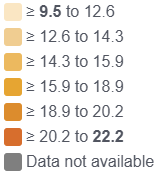 ≥ 9.5 to 12.6
≥ 12.6 to 14.3
≥ 14.3 to 15.9
≥ 15.9 to 18.9
≥ 18.9 to 20.2
≥ 20.2 to 22.2
Data not available